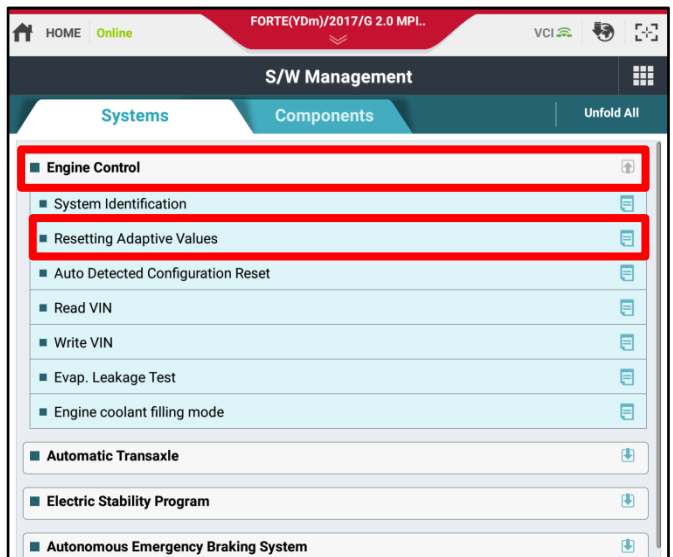 HOME Online FORTE(YDm)/2017/G 2.0 MPI.. VCI
S/W Management
Systems Components Unfold All
Engine Control
System Identification
Resetting Adaptive Values
Auto Detected Configuration Reset
Read VIN
Write VIN
Evap. Leakage Test
Engine coolant filling mode
Automatic Transaxle
Electric Stability Program
Autonomous Emergency Braking System